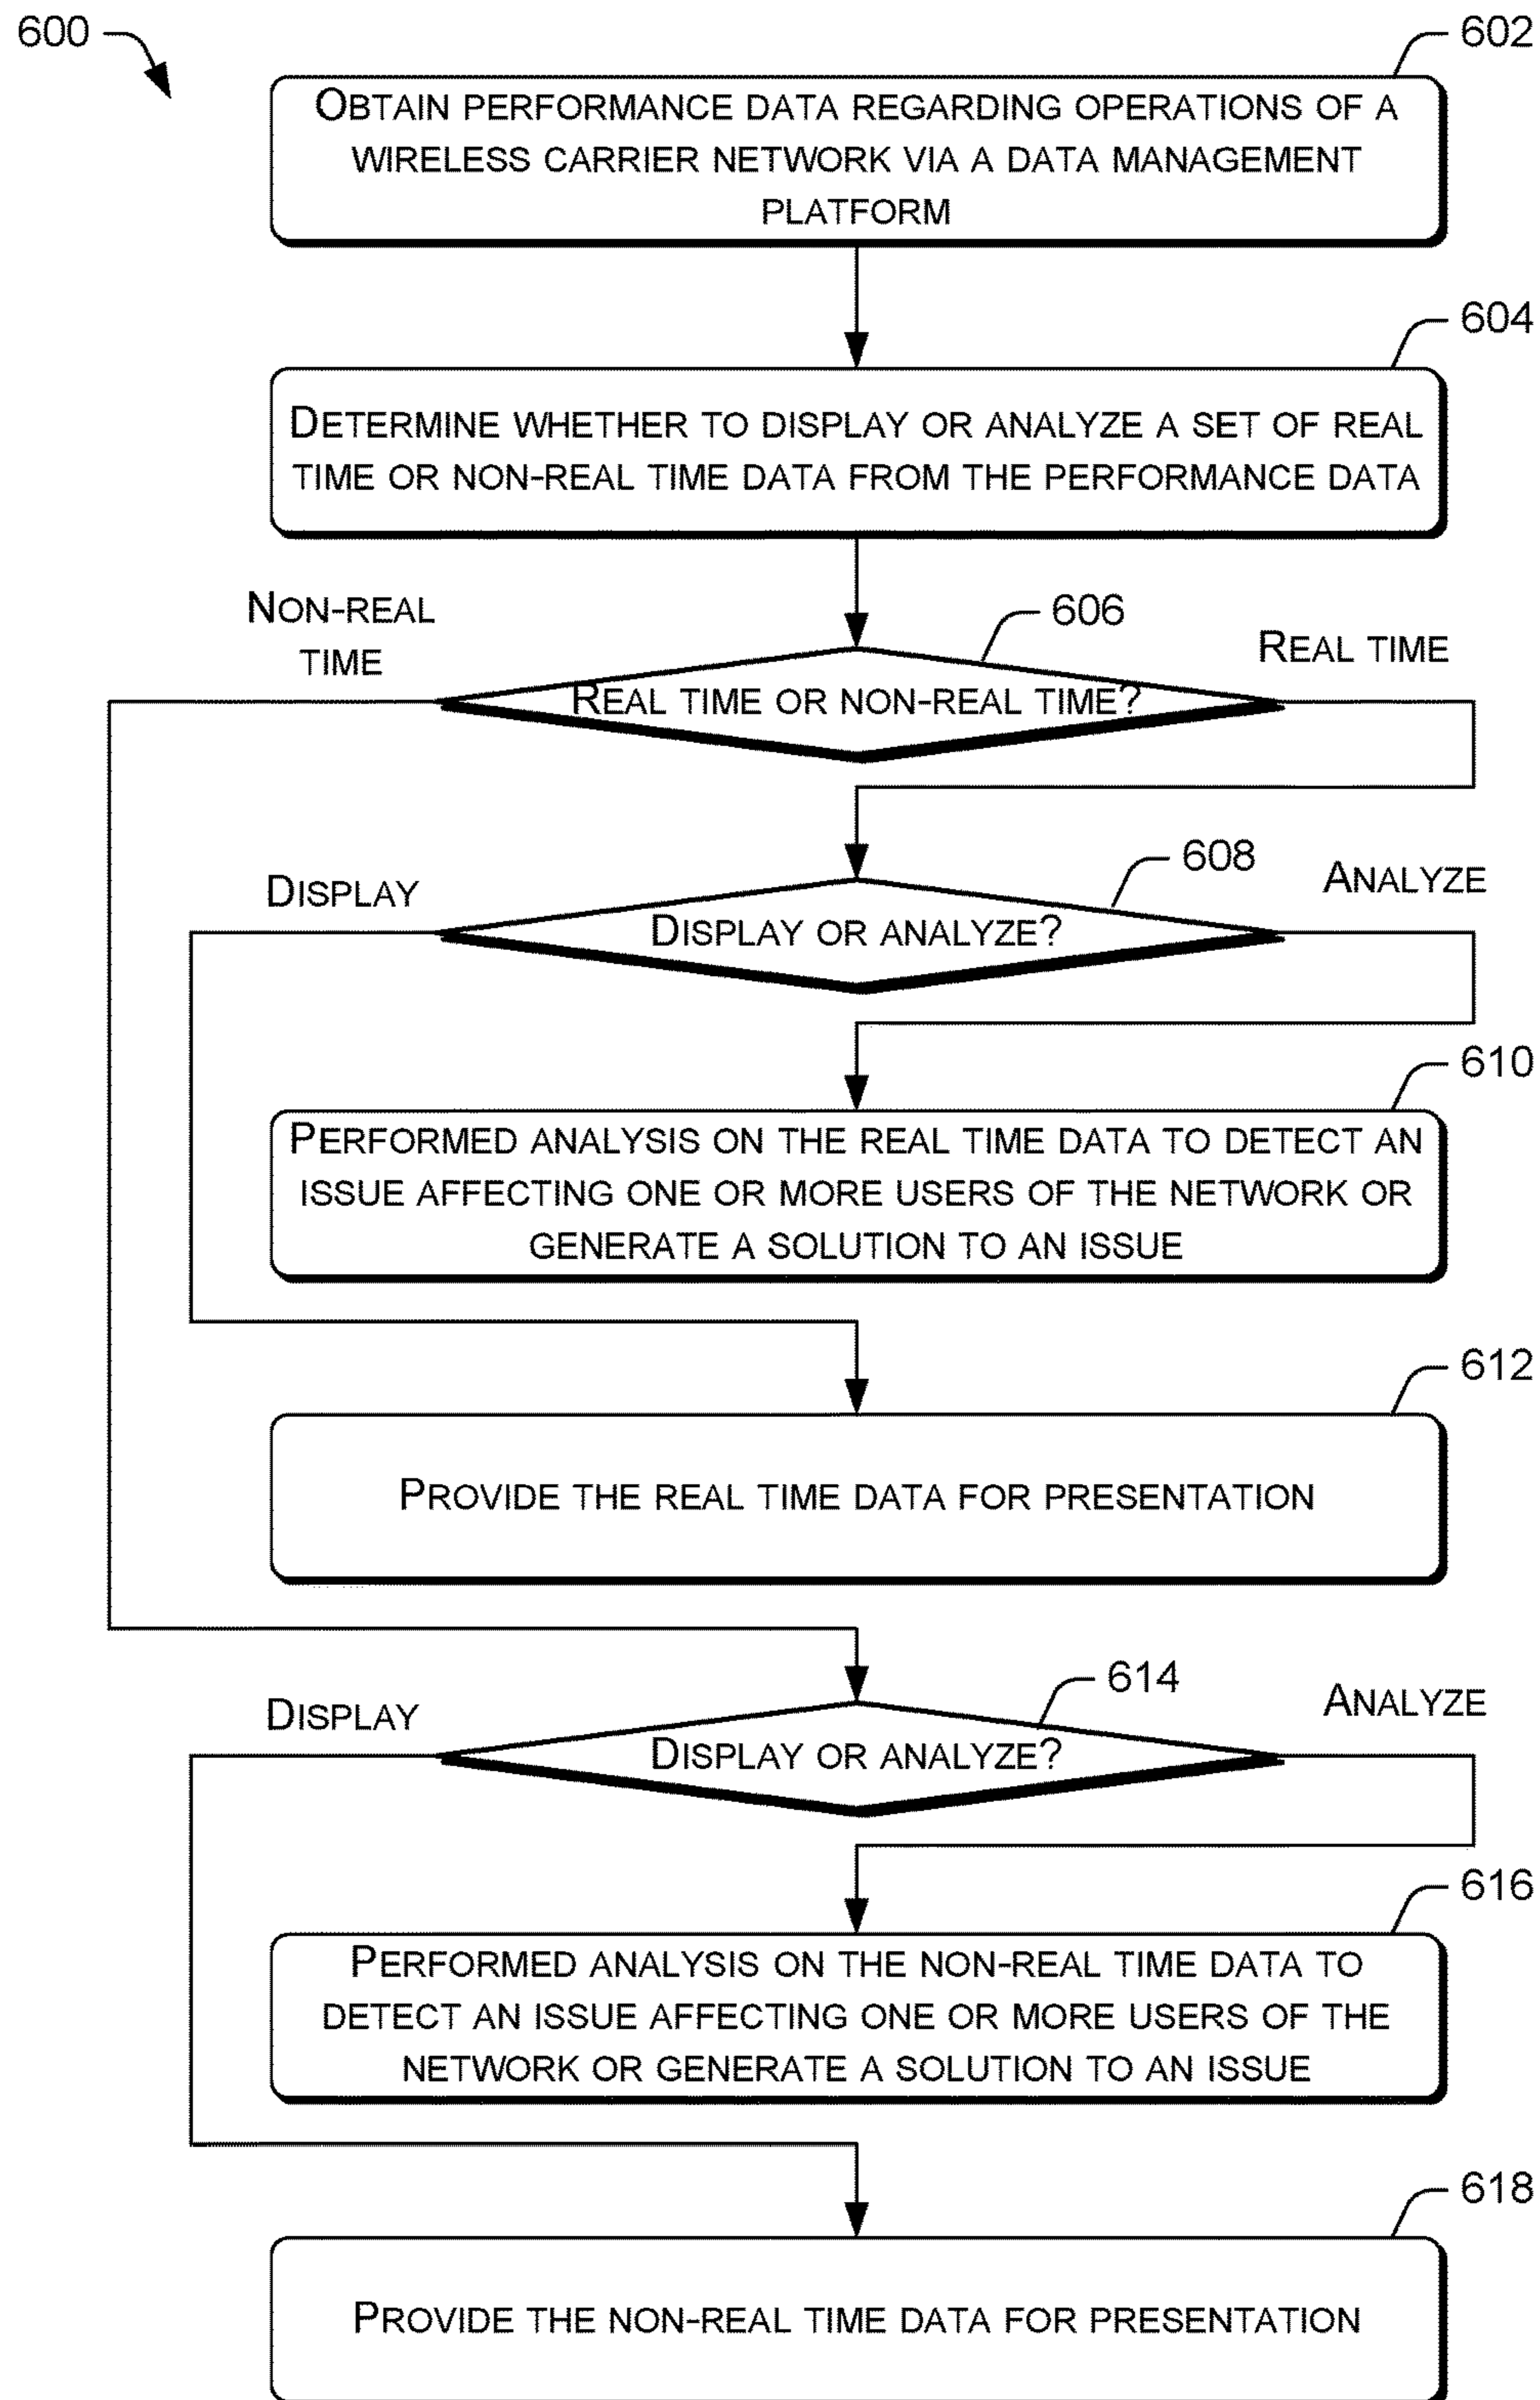 600
602
OBTAIN PERFORMANCE DATA REGARDING OPERATIONS OF A
WIRELESS CARRIER NETWORK VIA A DATA MANAGEMENT
PLATFORM
604
DETERMINE WHETHER TO DISPLAY OR ANALYZE A SET OF REAL
TIME OR NON-REAL TIME DATA FROM THE PERFORMANCE DATA
NON-REAL
TIME
606
REAL TIME
REAL TIME OR NON-REAL TIME?
608
DISPLAY
ANALYZE
DISPLAY OR ANALYZE?
610
PERFORMED ANALYSIS ON THE REAL TIME DATA TO DETECT AN
ISSUE AFFECTING ONE OR MORE USERS OF THE NETWORK OR
GENERATE A SOLUTION TO AN ISSUE
612
PROVIDE THE REAL TIME DATA FOR PRESENTATION
614
DISPLAY
ANALYZE
DISPLAY OR ANALYZE?
616
PERFORMED ANALYSIS ON THE NON-REAL TIME DATA TO
DETECT AN ISSUE AFFECTING ONE OR MORE USERS OF THE
NETWORK OR GENERATE A SOLUTION TO AN ISSUE
618
PROVIDE THE NON-REAL TIME DATA FOR PRESENTATION